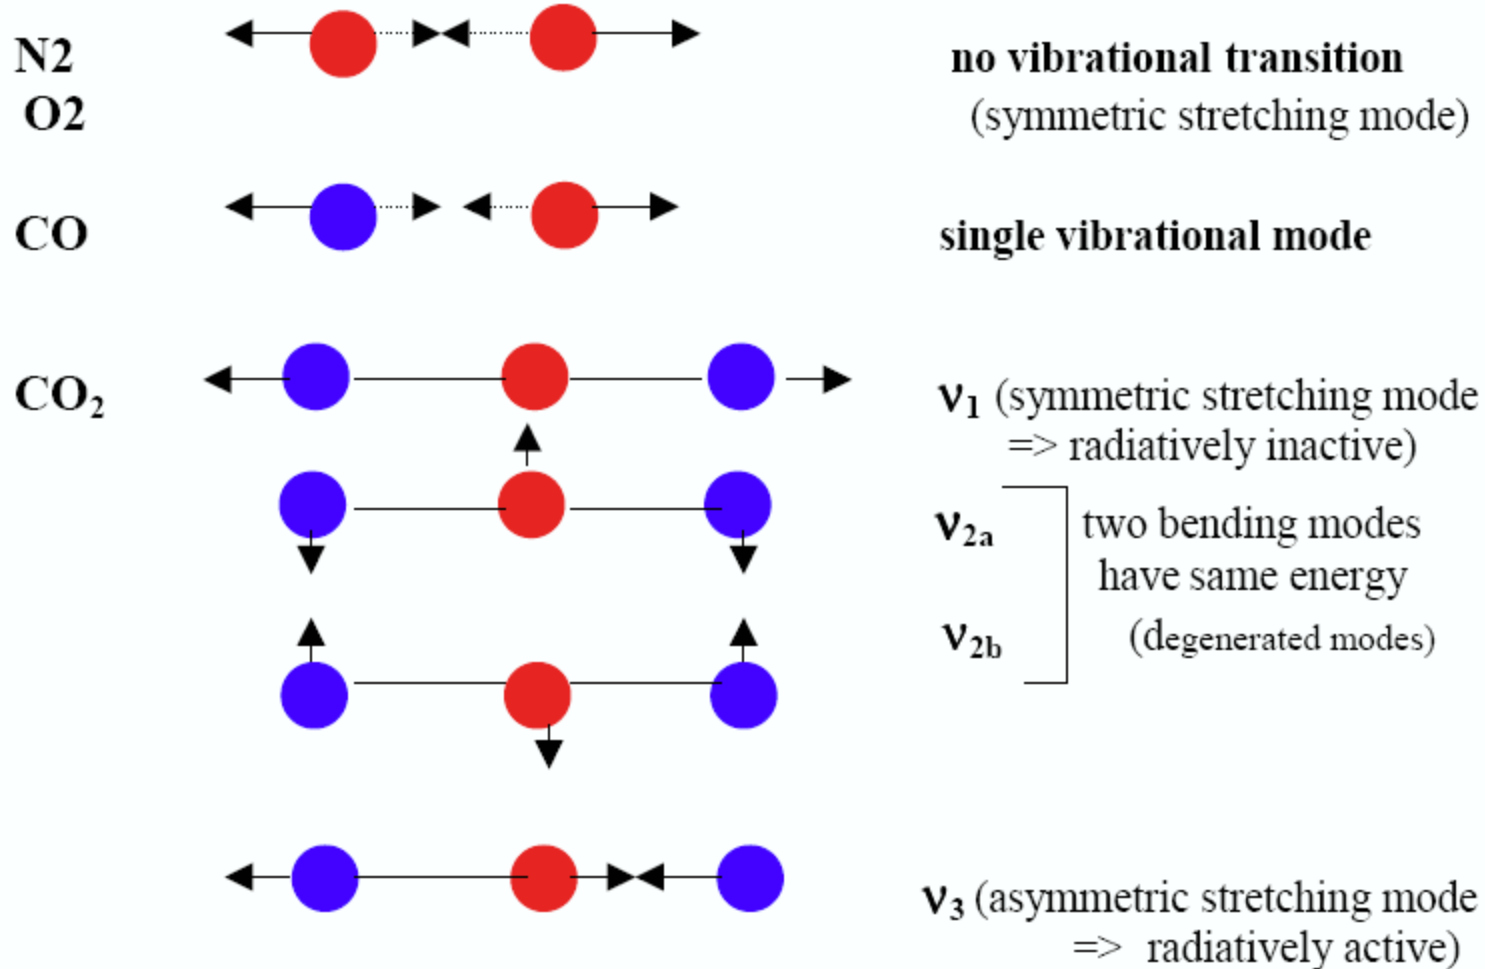 N2
no vibrational transition
O2
(symmetric stretching mode)
CO
single vibrational mode
CO₂
ν₁ (symmetric stretching mode
=> radiatively inactive)
ν₂ₐ
two bending modes
have same energy
ν2b
(degenerated modes)
ν₃ (asymmetric stretching mode
=> radiatively active)